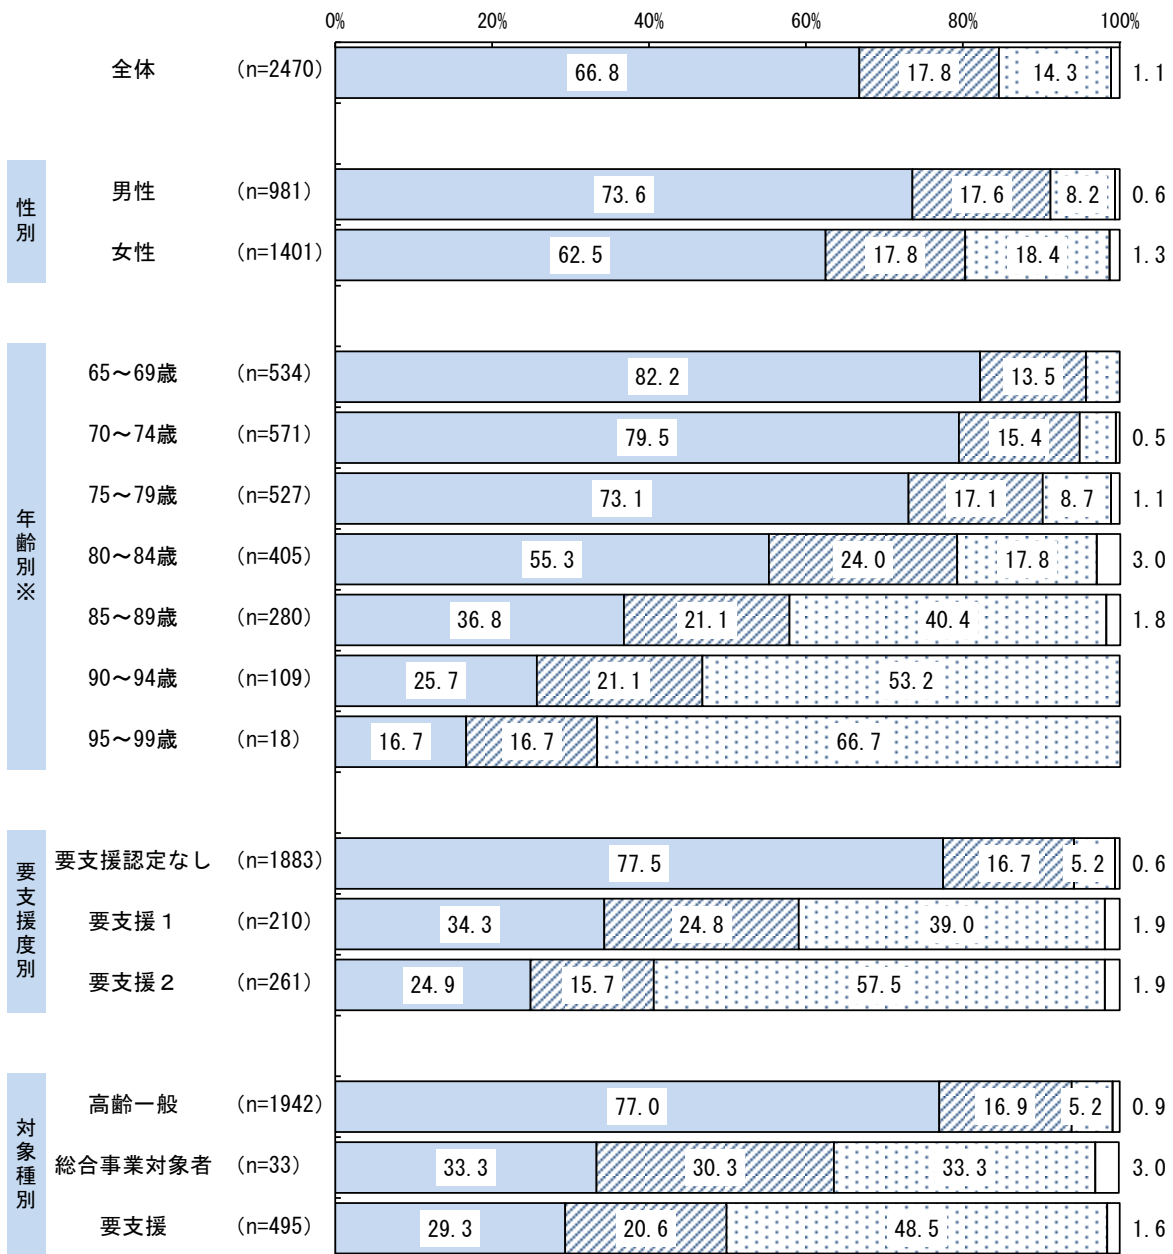 0% 20% 40% 60% 80% 100%
全体 (n=2470) 66.8 17.8 14.3 1.1
性別
男性 (n=981) 73.6 17.6 8.2 0.6
女性 (n=1401) 62.5 17.8 18.4 1.3
年齢別※
65～69歳 (n=534) 82.2 13.5
70～74歳 (n=571) 79.5 15.4 0.5
75～79歳 (n=527) 73.1 17.1 8.7 1.1
80～84歳 (n=405) 55.3 24.0 17.8 3.0
85～89歳 (n=280) 36.8 21.1 40.4 1.8
90～94歳 (n=109) 25.7 21.1 53.2
95～99歳 (n=18) 16.7 16.7 66.7
要支援度別
要支援認定なし (n=1883) 77.5 16.7 5.2 0.6
要支援１ (n=210) 34.3 24.8 39.0 1.9
要支援２ (n=261) 24.9 15.7 57.5 1.9
対象種別
高齢一般 (n=1942) 77.0 16.9 5.2 0.9
総合事業対象者 (n=33) 33.3 30.3 33.3 3.0
要支援 (n=495) 29.3 20.6 48.5 1.6